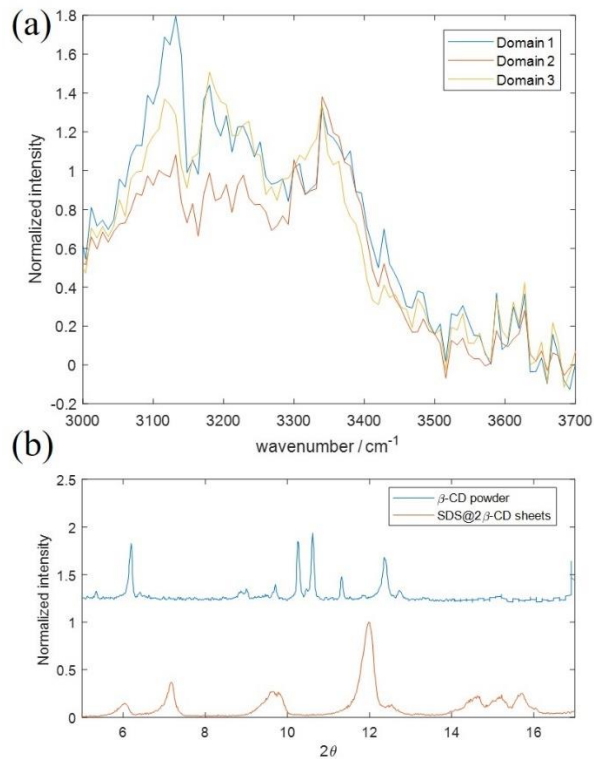 (a)
1.8
1.6
1.4
1.2
1
0.8
0.6
0.4
0.2
0
-0.2
Normalized intensity
Domain 1
Domain 2
Domain 3
3000 3100 3200 3300 3400 3500 3600 3700
wavenumber / cm⁻¹
(b)
2.5
2
1.5
1
0.5
0
Normalized intensity
β-CD powder
SDS@2β-CD sheets
6 8 10 12 14 16
2θ